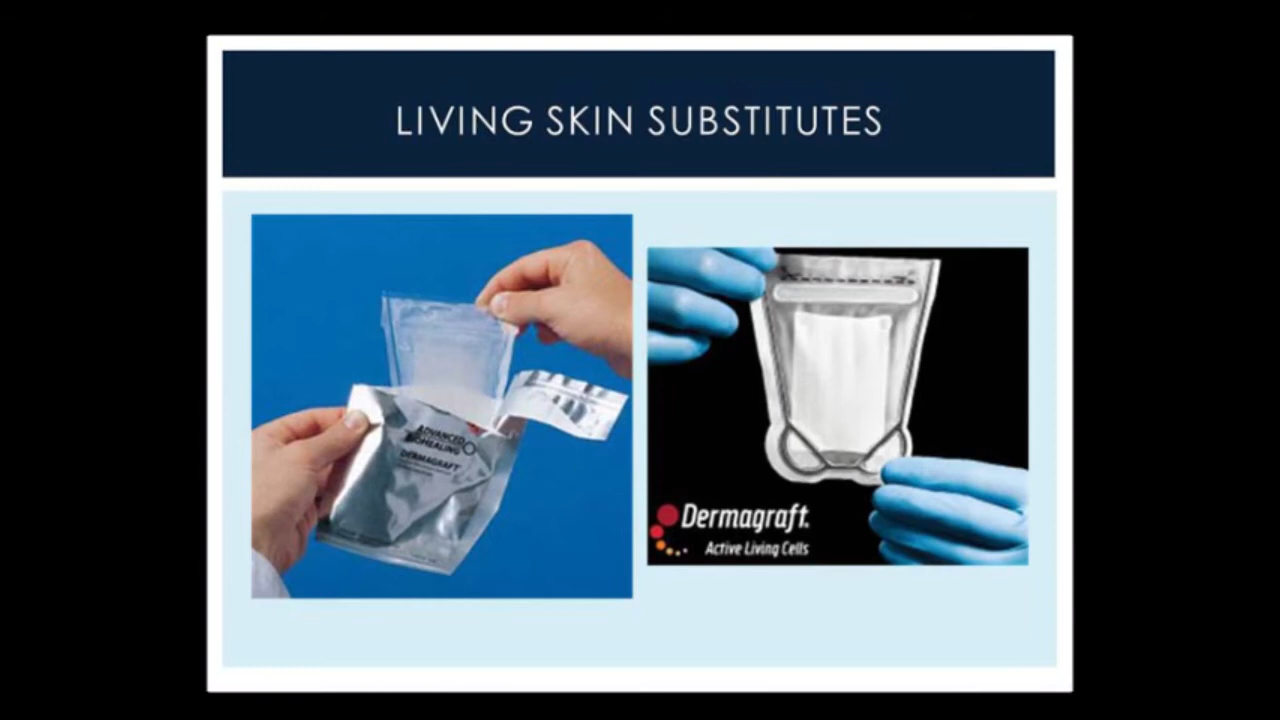 LIVING SKIN SUBSTITUTES
ADVANCED
BIOHEALING
DERMAGRAFT
Dermagraft.
Active Living Cells